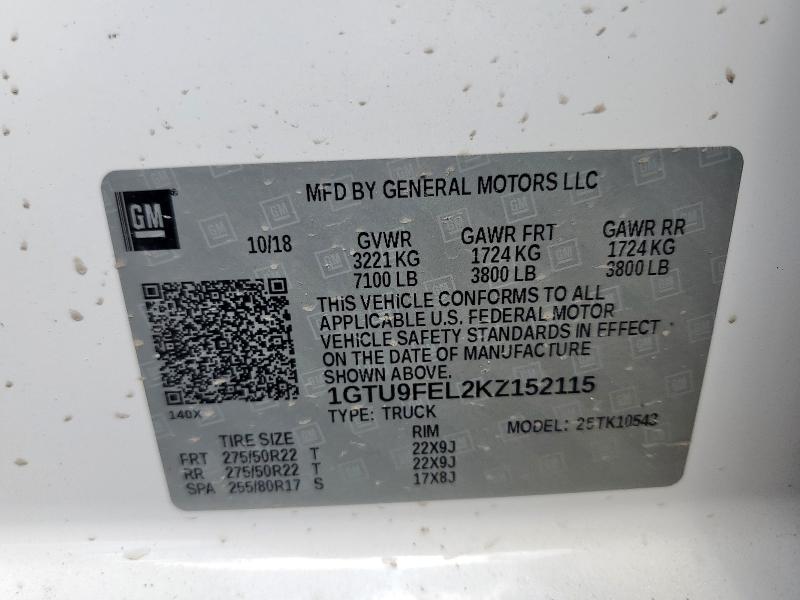 MFD BY GENERAL MOTORS LLC
GM
10/18
GVWR GAWR FRT GAWR RR
3221 KG 1724 KG 1724 KG
7100 LB 3800 LB 3800 LB
THIS VEHICLE CONFORMS TO ALL
APPLICABLE U.S. FEDERAL MOTOR
VEHICLE SAFETY STANDARDS IN EFFECT
ON THE DATE OF MANUFACTURE
SHOWN ABOVE.
1GTU9FEL2KZ152115
140X
TYPE: TRUCK
MODEL: 25TK10543
TIRE SIZE RIM
FRT 275/50R22 T 22X9J
RR 275/50R22 T 22X9J
SPA 255/80R17 S 17X8J